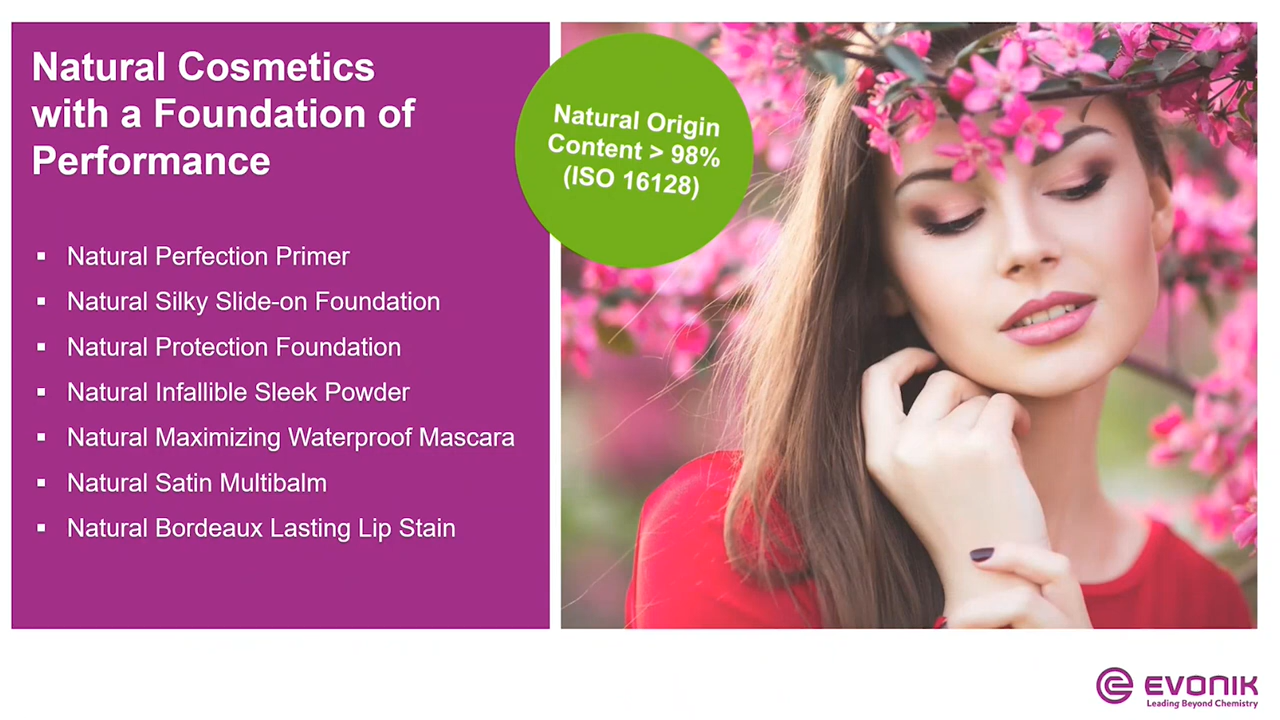 Natural Cosmetics
with a Foundation of
Performance
▪ Natural Perfection Primer
▪ Natural Silky Slide-on Foundation
▪ Natural Protection Foundation
▪ Natural Infallible Sleek Powder
▪ Natural Maximizing Waterproof Mascara
▪ Natural Satin Multibalm
▪ Natural Bordeaux Lasting Lip Stain
Natural Origin
Content > 98%
(ISO 16128)
EVONIK
Leading Beyond Chemistry